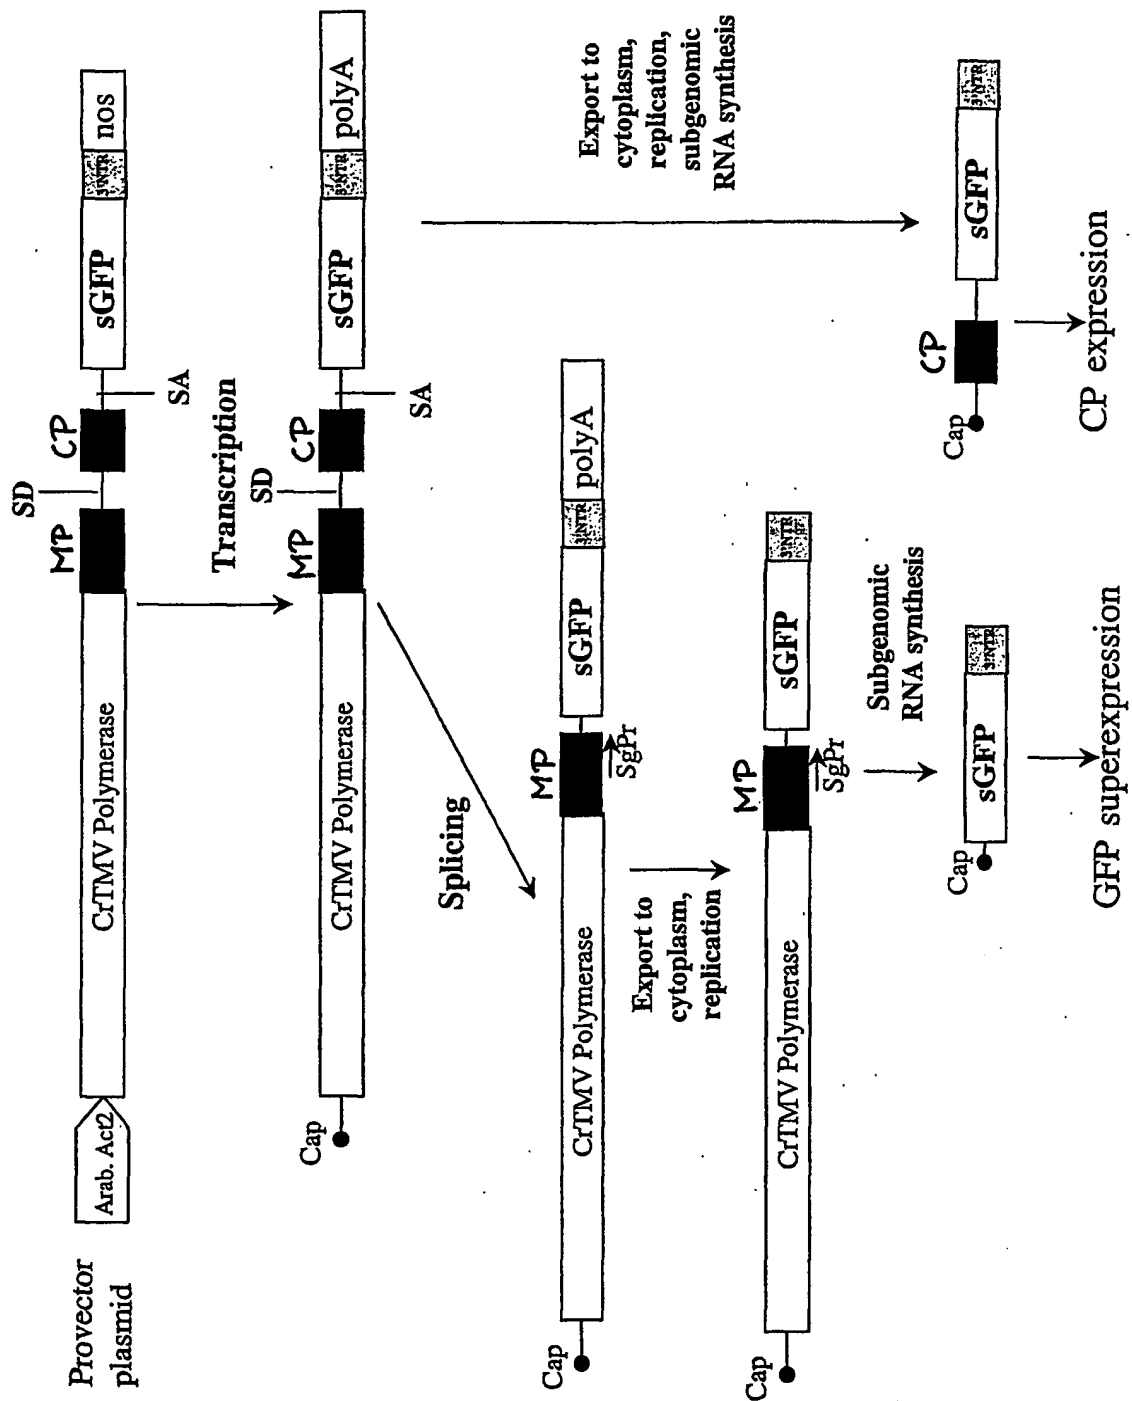 Provector
plasmid
Arab. Act2
CrTMV Polymerase
MP
SD
CP
SA
sGFP
3'NTR
nos
Transcription
Cap
CrTMV Polymerase
MP
SD
CP
SA
sGFP
3'NTR
polyA
Splicing
Export to
cytoplasm,
replication,
subgenomic
RNA synthesis
Cap
CrTMV Polymerase
MP
SgPr
sGFP
3'NTR
polyA
Export to
cytoplasm,
replication
Cap
CrTMV Polymerase
MP
SgPr
sGFP
3'NTR
Subgenomic
RNA synthesis
Cap
sGFP
3'NTR
GFP superexpression
Cap
CP
sGFP
3'NTR
CP expression